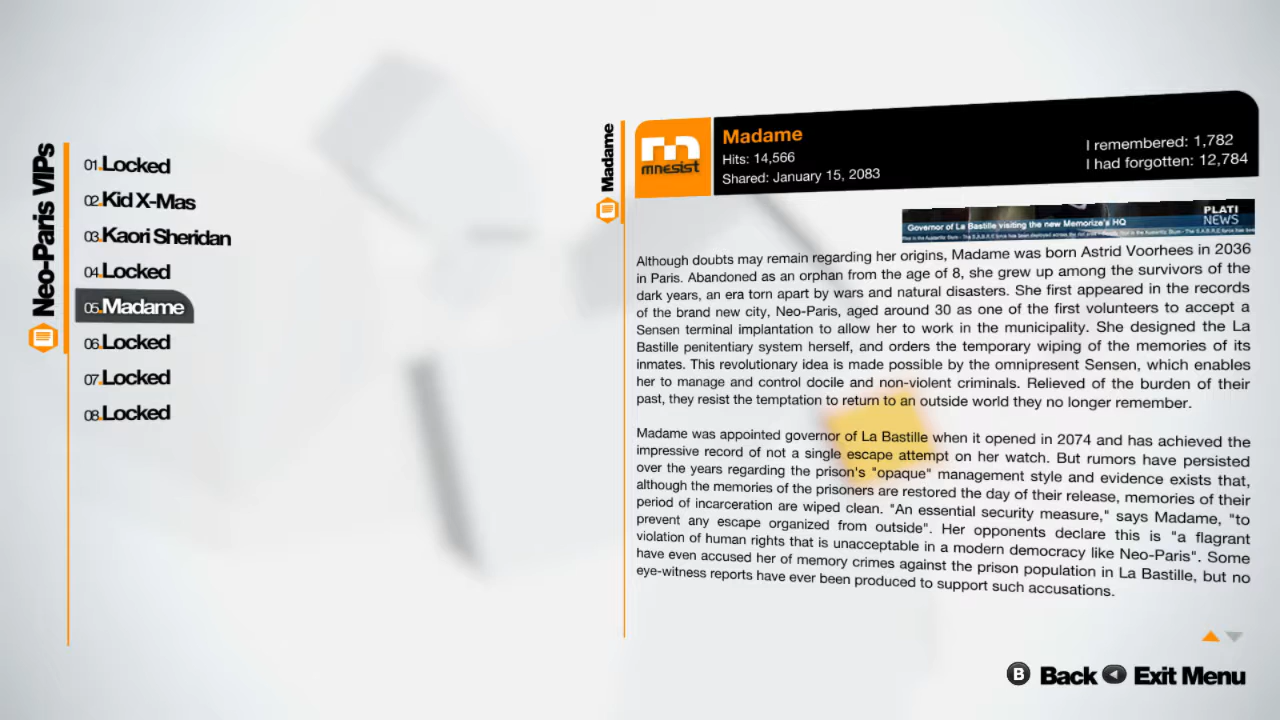 Neo-Paris VIPs
01.Locked
02.Kid X-Mas
03.Kaori Sheridan
04.Locked
05.Madame
06.Locked
07.Locked
08.Locked
Madame
mnesist
Madame
Hits: 14,566
Shared: January 15, 2083
I remembered: 1,782
I had forgotten: 12,784
PLATI
NEWS
Governor of La Bastille visiting the new Memorize's HQ
Although doubts may remain regarding her origins, Madame was born Astrid Voorhees in 2036
in Paris. Abandoned as an orphan from the age of 8, she grew up among the survivors of the
dark years, an era torn apart by wars and natural disasters. She first appeared in the records
of the brand new city, Neo-Paris, aged around 30 as one of the first volunteers to accept a
Sensen terminal implantation to allow her to work in the municipality. She designed the La
Bastille penitentiary system herself, and orders the temporary wiping of the memories of its
inmates. This revolutionary idea is made possible by the omnipresent Sensen, which enables
her to manage and control docile and non-violent criminals. Relieved of the burden of their
past, they resist the temptation to return to an outside world they no longer remember.
Madame was appointed governor of La Bastille when it opened in 2074 and has achieved the
impressive record of not a single escape attempt on her watch. But rumors have persisted
over the years regarding the prison's "opaque" management style and evidence exists that,
although the memories of the prisoners are restored the day of their release, memories of their
period of incarceration are wiped clean. "An essential security measure," says Madame, "to
prevent any escape organized from outside". Her opponents declare this is "a flagrant
violation of human rights that is unacceptable in a modern democracy like Neo-Paris". Some
have even accused her of memory crimes against the prison population in La Bastille, but no
eye-witness reports have ever been produced to support such accusations.
B Back Exit Menu